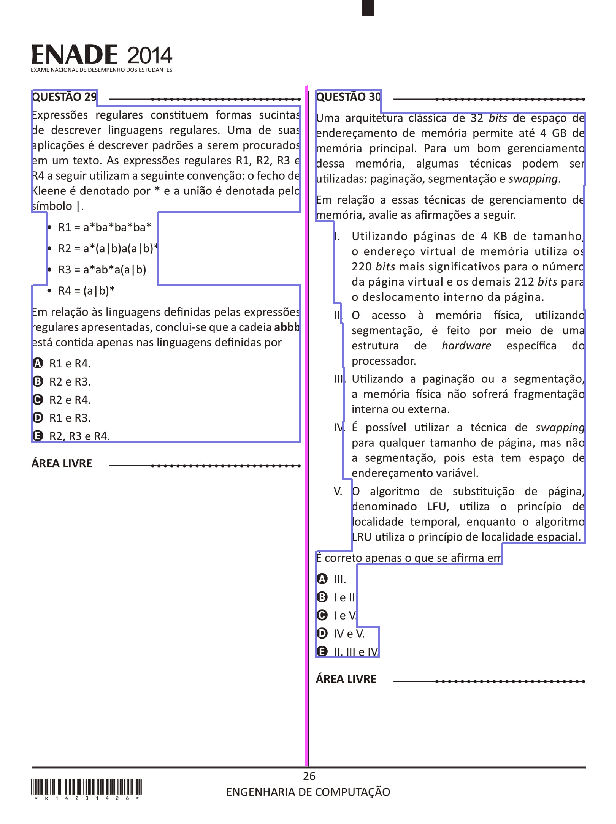 ENADE 2014
EXAME NACIONAL DE DESEMPENHO DOS ESTUDANTES
QUESTÃO 29
Expressões regulares constituem formas sucintas
de descrever linguagens regulares. Uma de suas
aplicações é descrever padrões a serem procurados
em um texto. As expressões regulares R1, R2, R3 e
R4 a seguir utilizam a seguinte convenção: o fecho de
Kleene é denotado por * e a união é denotada pelo
símbolo |.
• R1 = a*ba*ba*ba*
• R2 = a*(a|b)a(a|b)*
• R3 = a*ab*a(a|b)
• R4 = (a|b)*
Em relação às linguagens definidas pelas expressões
regulares apresentadas, conclui-se que a cadeia abbb
está contida apenas nas linguagens definidas por
A R1 e R4.
B R2 e R3.
C R2 e R4.
D R1 e R3.
E R2, R3 e R4.
ÁREA LIVRE
QUESTÃO 30
Uma arquitetura clássica de 32 bits de espaço de
endereçamento de memória permite até 4 GB de
memória principal. Para um bom gerenciamento
dessa memória, algumas técnicas podem ser
utilizadas: paginação, segmentação e swapping.
Em relação a essas técnicas de gerenciamento de
memória, avalie as afirmações a seguir.
I. Utilizando páginas de 4 KB de tamanho,
o endereço virtual de memória utiliza os
220 bits mais significativos para o número
da página virtual e os demais 212 bits para
o deslocamento interno da página.
II. O acesso à memória física, utilizando
segmentação, é feito por meio de uma
estrutura de hardware específica do
processador.
III. Utilizando a paginação ou a segmentação,
a memória física não sofrerá fragmentação
interna ou externa.
IV. É possível utilizar a técnica de swapping
para qualquer tamanho de página, mas não
a segmentação, pois esta tem espaço de
endereçamento variável.
V. O algoritmo de substituição de página,
denominado LFU, utiliza o princípio de
localidade temporal, enquanto o algoritmo
LRU utiliza o princípio de localidade espacial.
É correto apenas o que se afirma em
A III.
B I e II.
C I e V.
D IV e V.
E II, III e IV.
ÁREA LIVRE
26
ENGENHARIA DE COMPUTAÇÃO